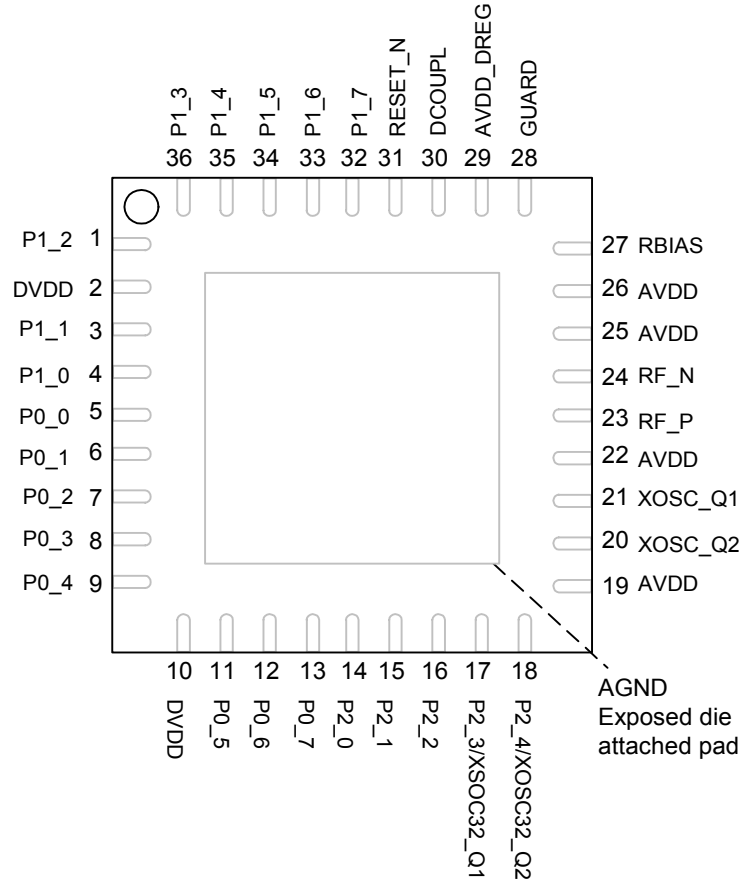 P1_3
P1_4
P1_5
P1_6
P1_7
RESET_N
DCOUPL
AVDD_DREG
GUARD
36 35 34 33 32 31 30 29 28
P1_2 1
DVDD 2
P1_1 3
P1_0 4
P0_0 5
P0_1 6
P0_2 7
P0_3 8
P0_4 9
27 RBIAS
26 AVDD
25 AVDD
24 RF_N
23 RF_P
22 AVDD
21 XOSC_Q1
20 XOSC_Q2
19 AVDD
10 11 12 13 14 15 16 17 18
DVDD
P0_5
P0_6
P0_7
P2_0
P2_1
P2_2
P2_3/XSOC32_Q1
P2_4/XOSC32_Q2
AGND
Exposed die
attached pad